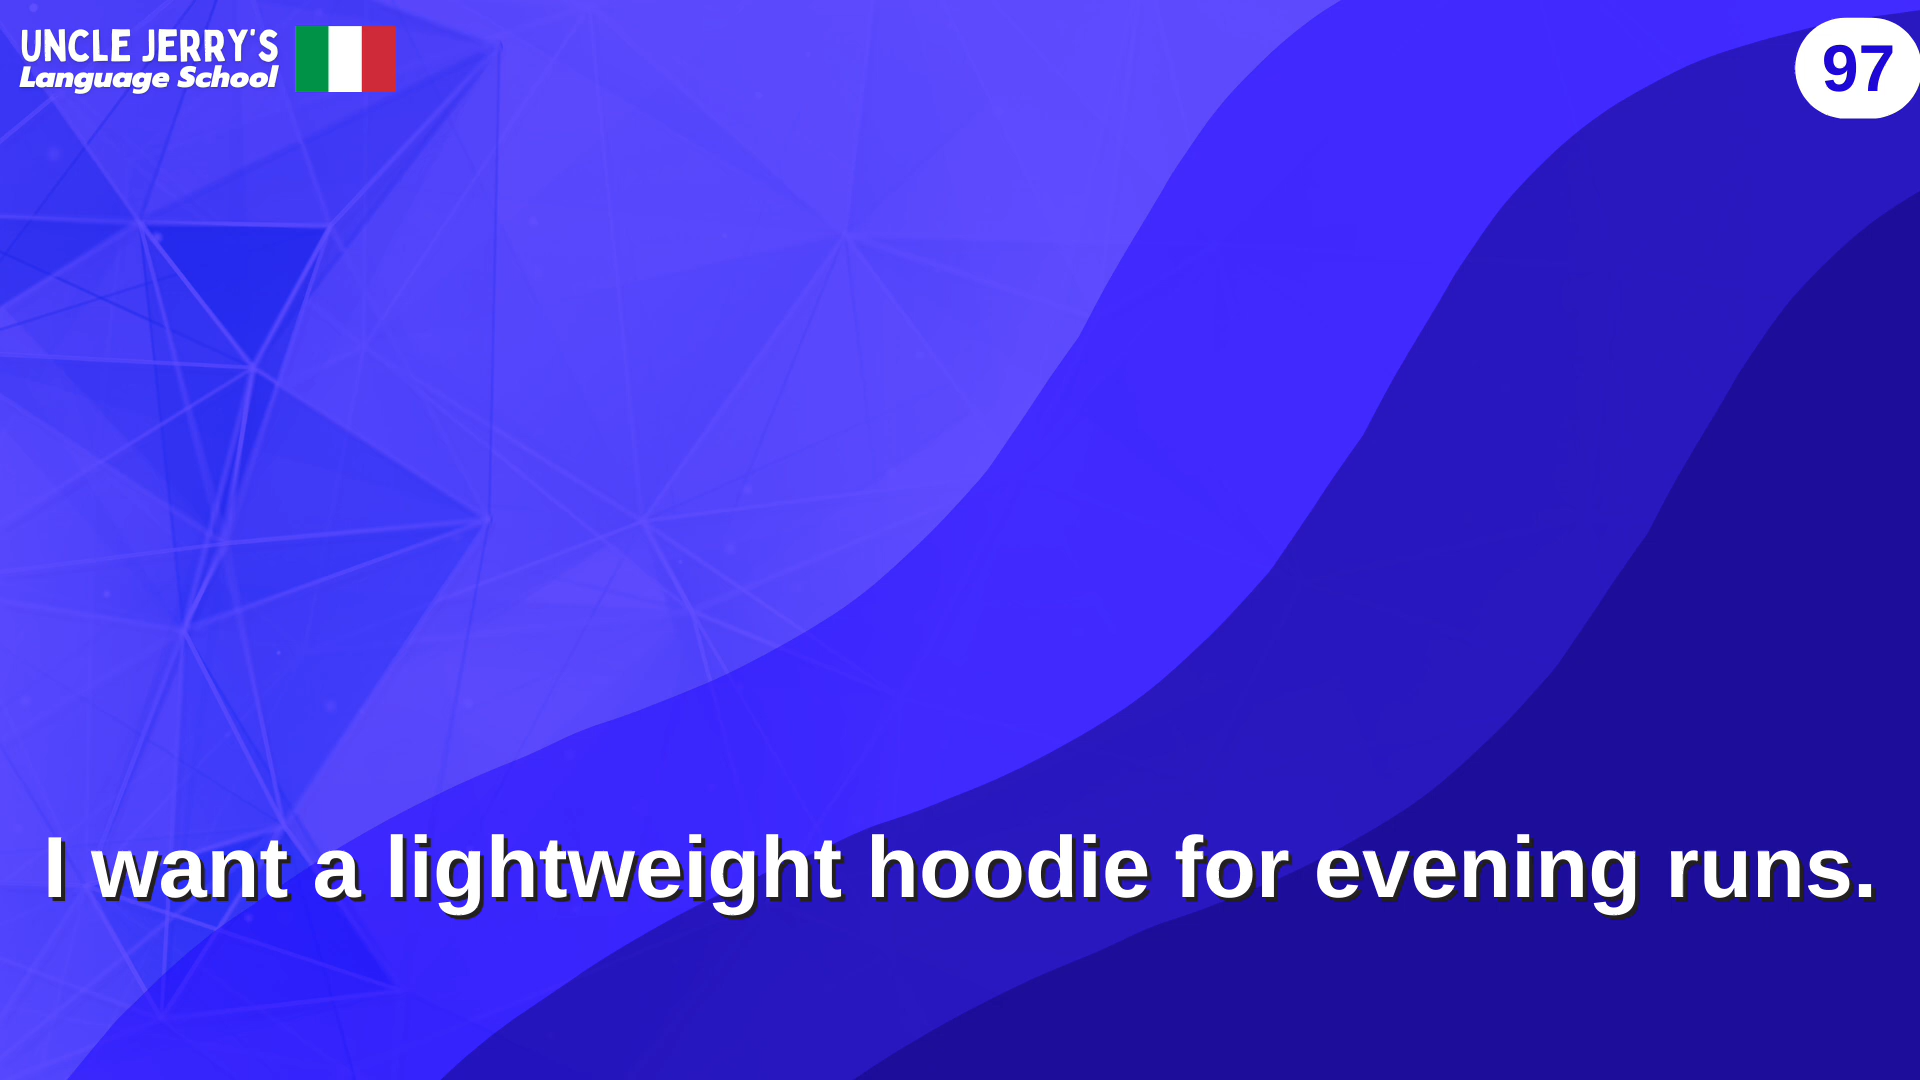 UNCLE JERRY'S
Language School
97
I want a lightweight hoodie for evening runs.